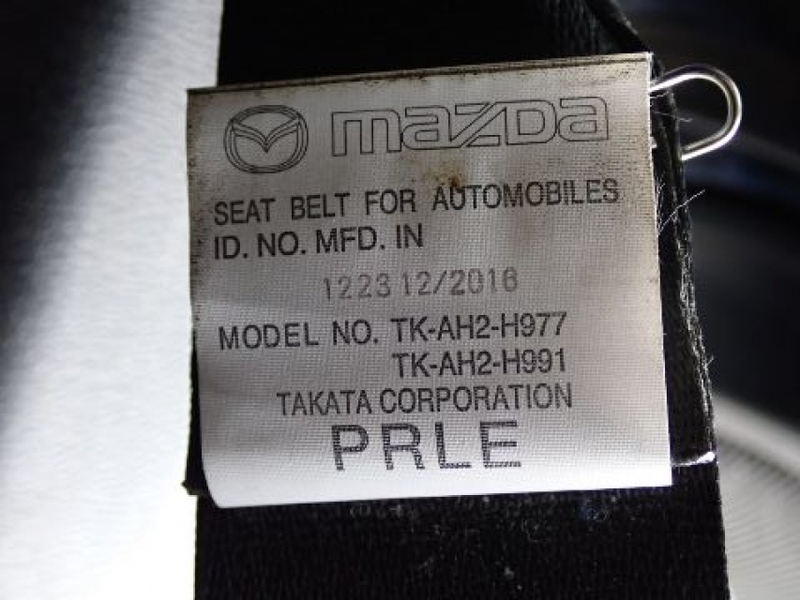 mazda
SEAT BELT FOR AUTOMOBILES
ID. NO. MFD. IN
1223 12/2016
MODEL NO. TK-AH2-H977
TK-AH2-H991
TAKATA CORPORATION
PRLE